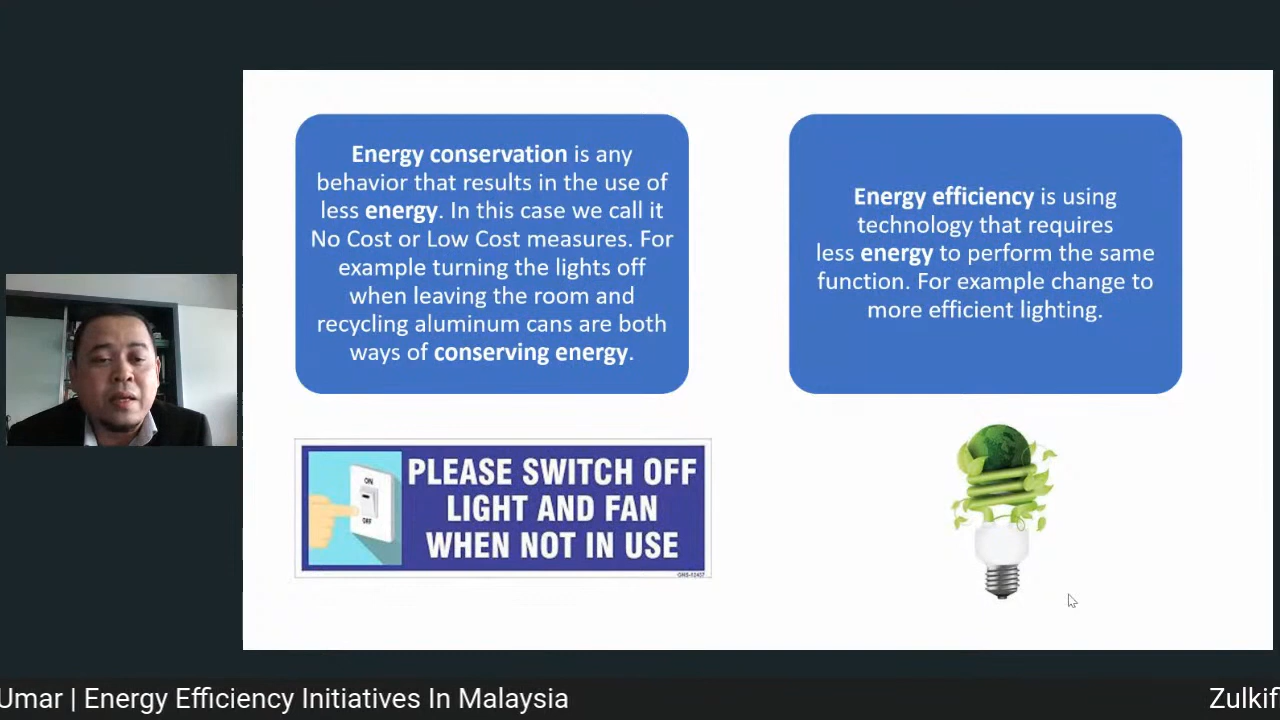 Energy conservation is any
behavior that results in the use of
less energy. In this case we call it
No Cost or Low Cost measures. For
example turning the lights off
when leaving the room and
recycling aluminum cans are both
ways of conserving energy.
Energy efficiency is using
technology that requires
less energy to perform the same
function. For example change to
more efficient lighting.
ON
OFF
PLEASE SWITCH OFF
LIGHT AND FAN
WHEN NOT IN USE
Umar | Energy Efficiency Initiatives In Malaysia
Zulkif